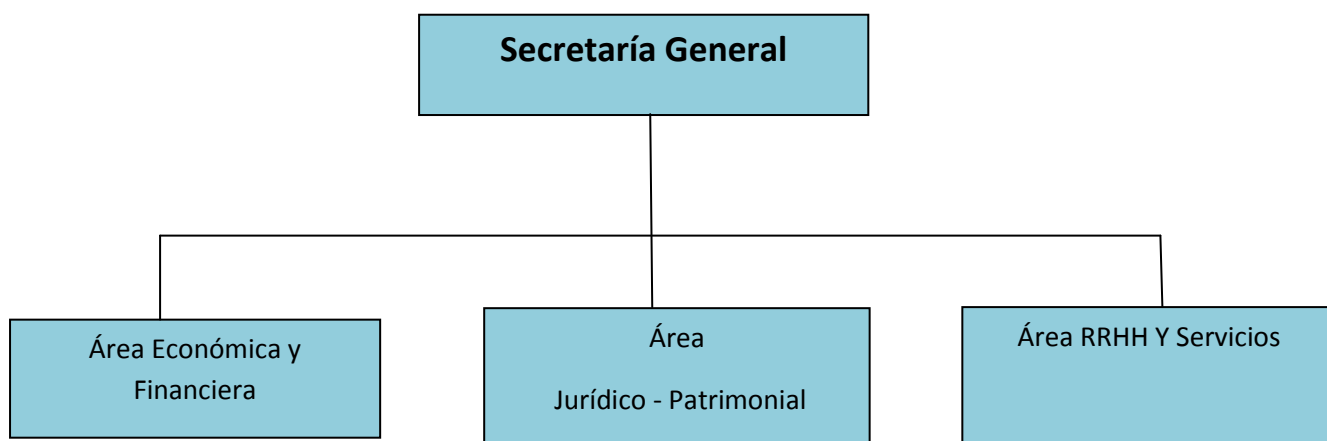 Secretaría General
Área Económica y
Financiera
Área
Jurídico - Patrimonial
Área RRHH Y Servicios